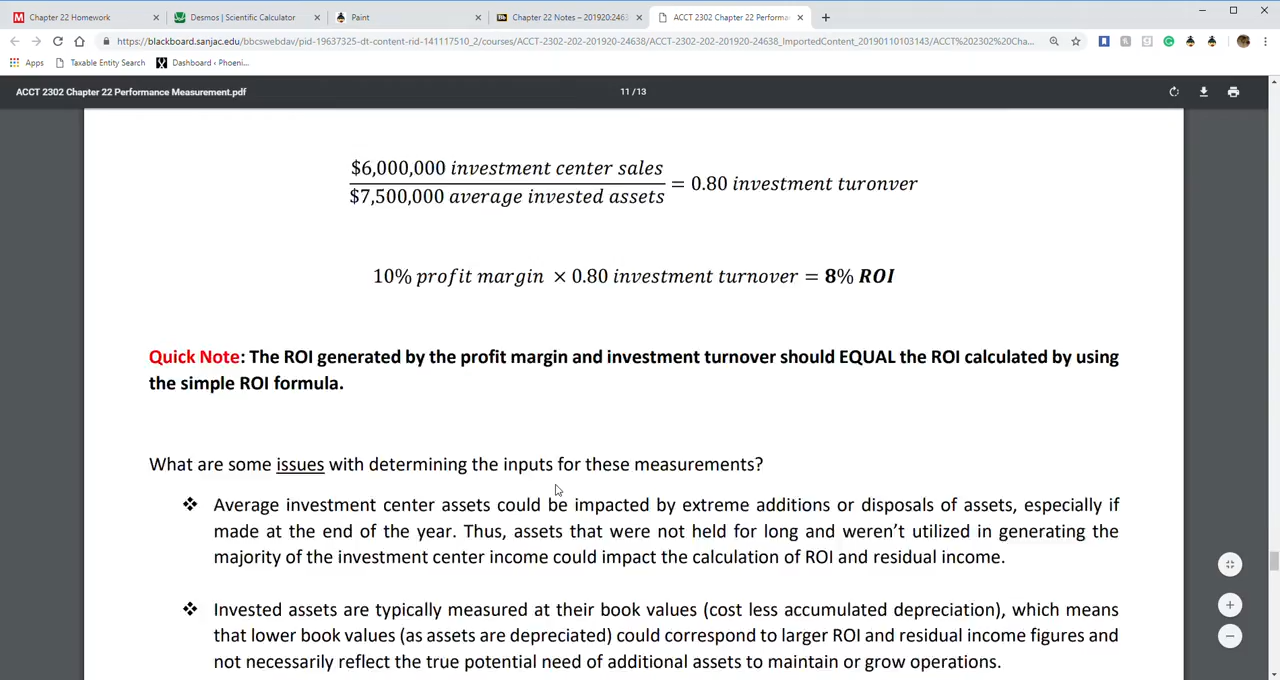 Chapter 22 Homework
Desmos | Scientific Calculator
Paint
Chapter 22 Notes – 201920:2463
ACCT 2302 Chapter 22 Performa
https://blackboard.sanjac.edu/bbcswebdav/pid-19637325-dt-content-rid-141117510_2/courses/ACCT-2302-202-201920-24638/ACCT-2302-202-201920-24638_ImportedContent_20190110103143/ACCT%202302%20Cha...
Apps Taxable Entity Search Dashboard ‹ Phoeni...
ACCT 2302 Chapter 22 Performance Measurement.pdf
11 / 13
$6,000,000 investment center sales
$7,500,000 average invested assets
= 0.80 investment turonver
10% profit margin × 0.80 investment turnover = 8% ROI
Quick Note: The ROI generated by the profit margin and investment turnover should EQUAL the ROI calculated by using
the simple ROI formula.
What are some issues with determining the inputs for these measurements?
❖ Average investment center assets could be impacted by extreme additions or disposals of assets, especially if
made at the end of the year. Thus, assets that were not held for long and weren’t utilized in generating the
majority of the investment center income could impact the calculation of ROI and residual income.
❖ Invested assets are typically measured at their book values (cost less accumulated depreciation), which means
that lower book values (as assets are depreciated) could correspond to larger ROI and residual income figures and
not necessarily reflect the true potential need of additional assets to maintain or grow operations.